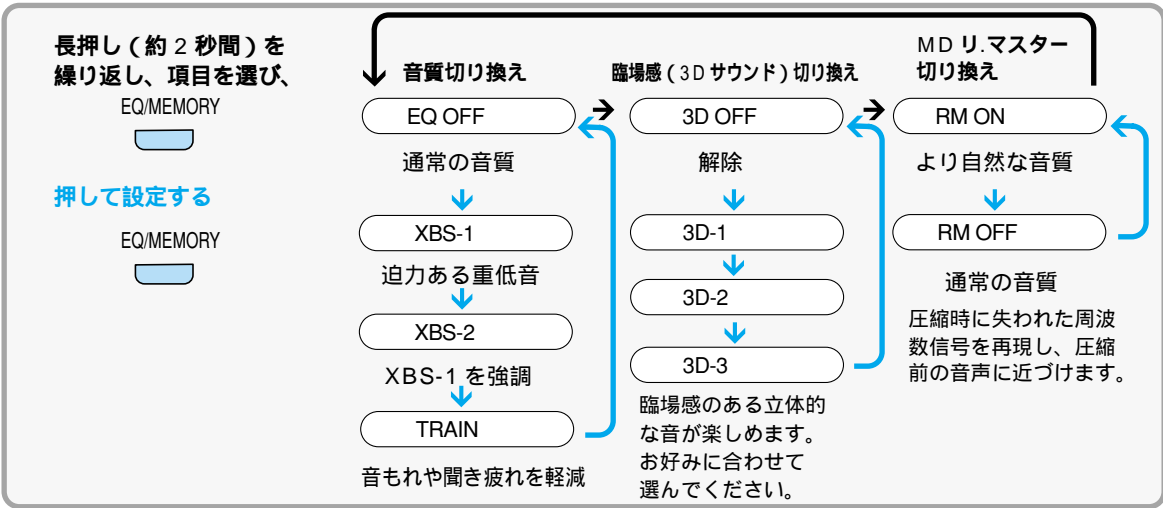 長押し（約２秒間）を
繰り返し、項目を選び、
EQ/MEMORY
押して設定する
EQ/MEMORY
音質切り換え
EQ OFF
通常の音質
XBS-1
迫力ある重低音
XBS-2
XBS-1 を強調
TRAIN
音もれや聞き疲れを軽減
臨場感（3D サウンド）切り換え
3D OFF
解除
3D-1
3D-2
3D-3
臨場感のある立体的
な音が楽しめます。
お好みに合わせて
選んでください。
MD リ.マスター
切り換え
RM ON
より自然な音質
RM OFF
通常の音質
圧縮時に失われた周波
数信号を再現し、圧縮
前の音声に近づけます。